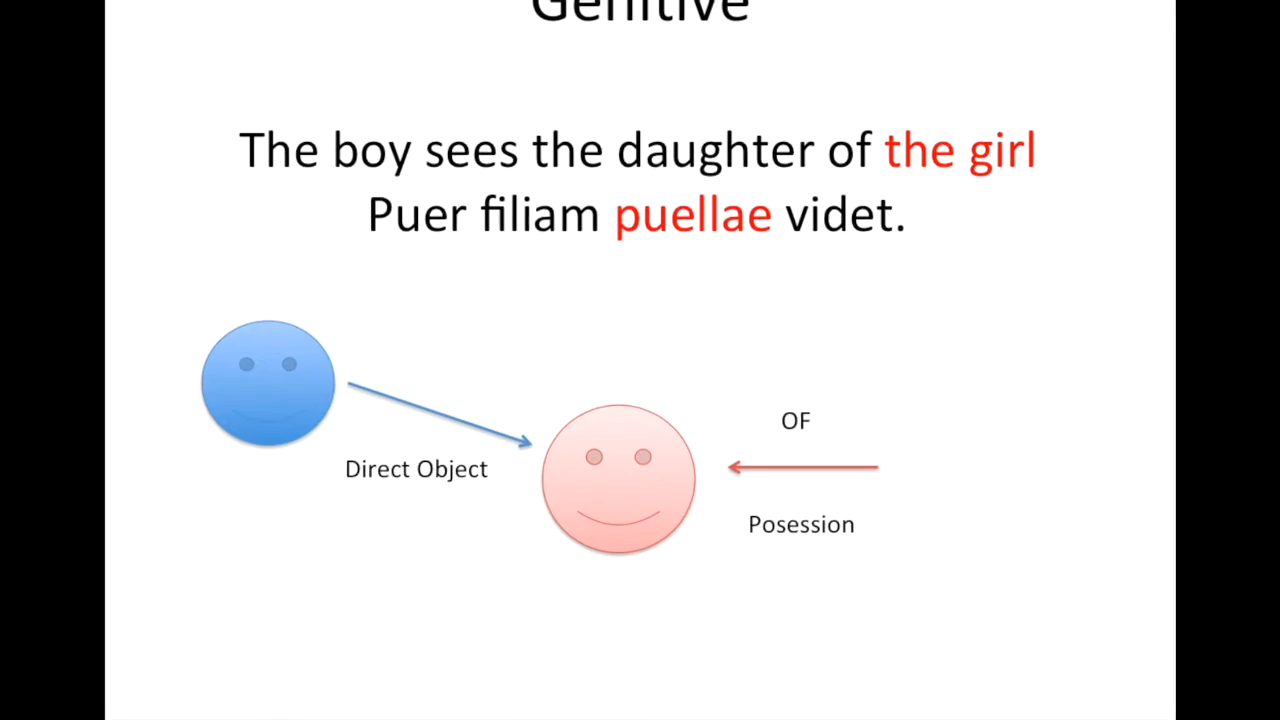 Genitive
The boy sees the daughter of the girl
Puer filiam puellae videt.
OF
Direct Object
Posession